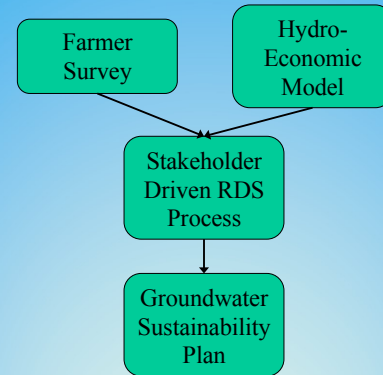 Farmer
Survey
Hydro-
Economic
Model
Stakeholder
Driven RDS
Process
Groundwater
Sustainability
Plan